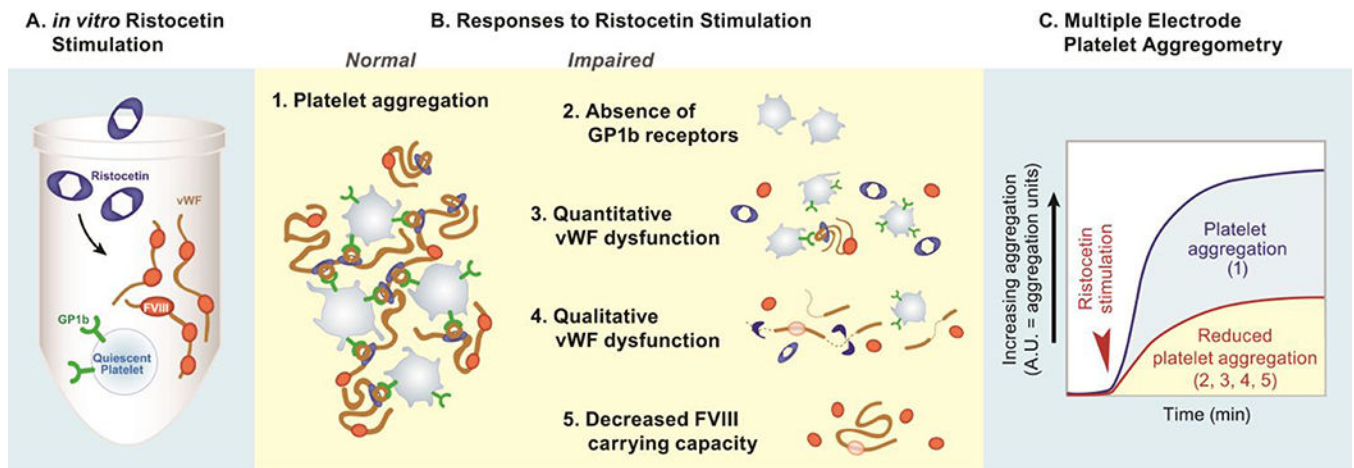 A. in vitro Ristocetin
Stimulation
Ristocetin
vWF
FVIII
GP1b
Quiescent
Platelet
B. Responses to Ristocetin Stimulation
Normal
Impaired
1. Platelet aggregation
2. Absence of
GP1b receptors
3. Quantitative
vWF dysfunction
4. Qualitative
vWF dysfunction
5. Decreased FVIII
carrying capacity
C. Multiple Electrode
Platelet Aggregometry
Increasing aggregation
(A.U. = aggregation units)
Ristocetin
stimulation
Platelet
aggregation
(1)
Reduced
platelet aggregation
(2, 3, 4, 5)
Time (min)